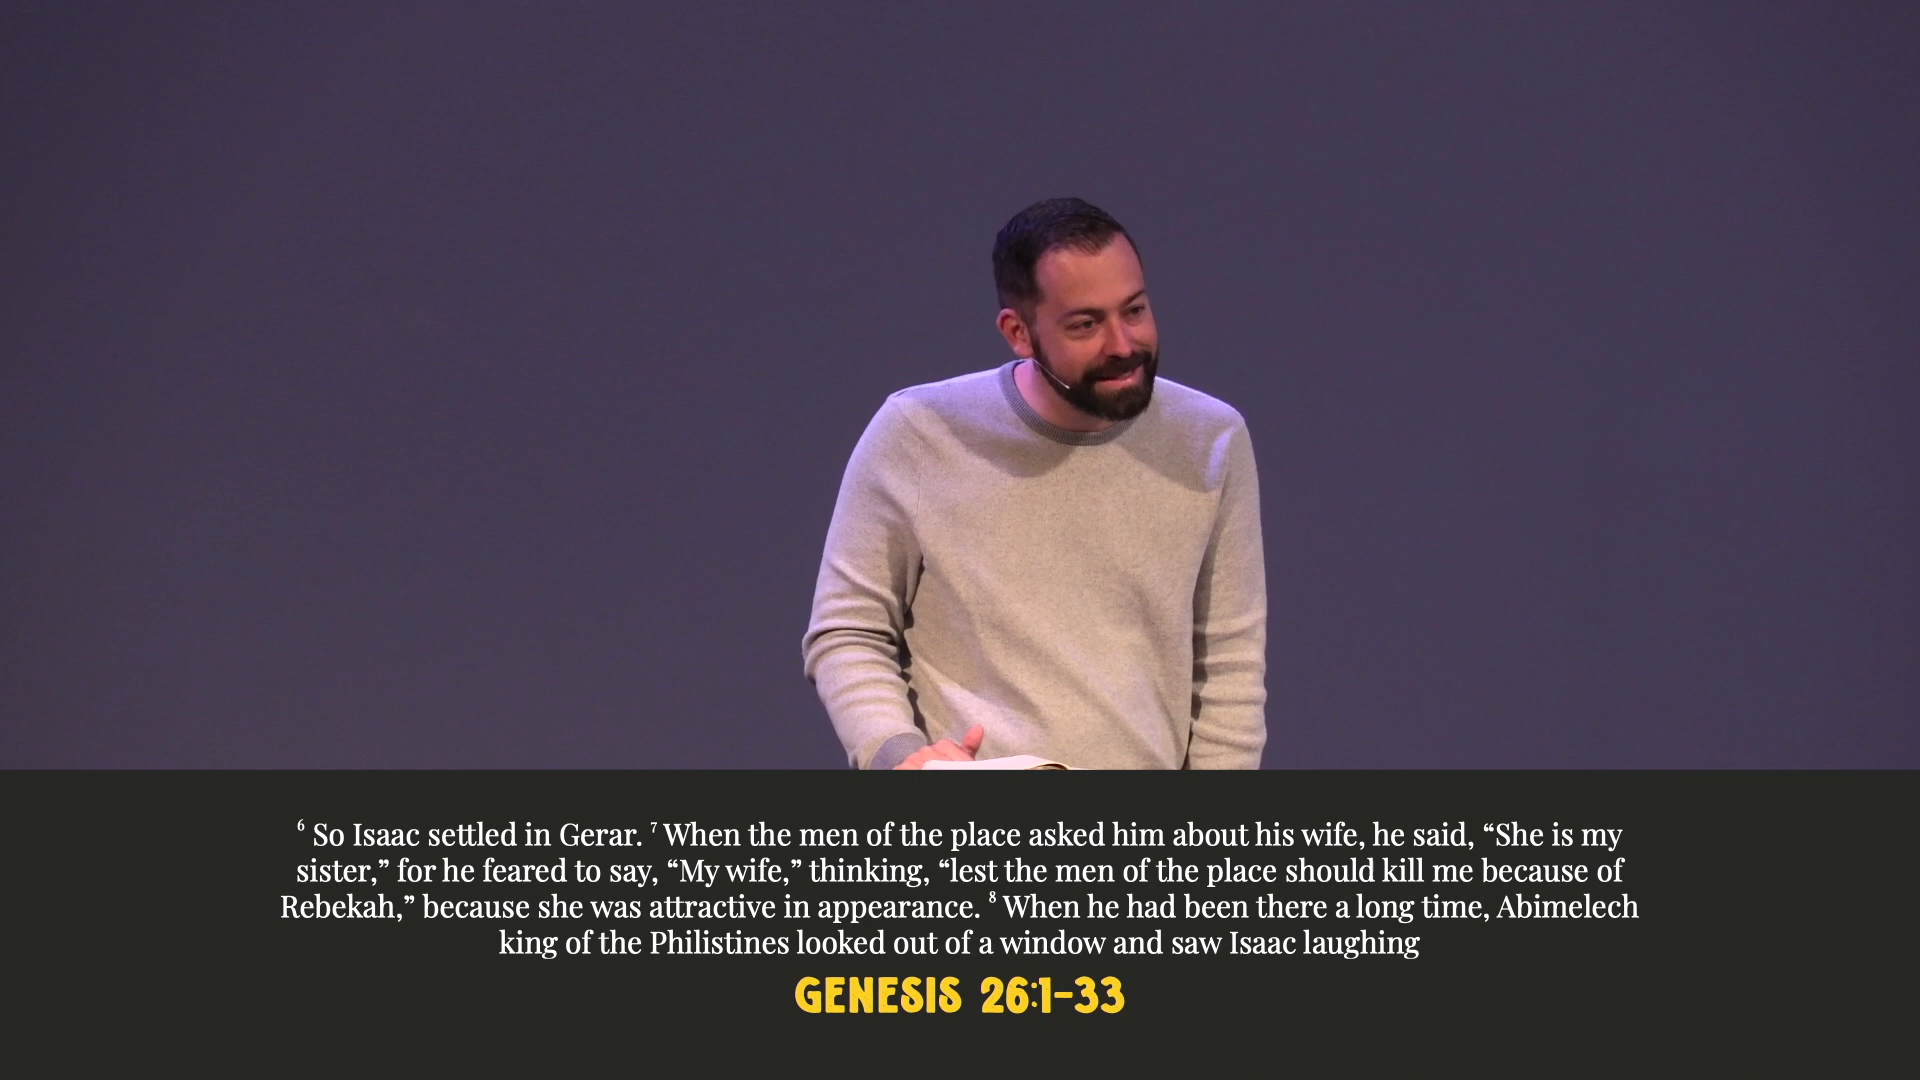 ⁶ So Isaac settled in Gerar. ⁷ When the men of the place asked him about his wife, he said, “She is my
sister,” for he feared to say, “My wife,” thinking, “lest the men of the place should kill me because of
Rebekah,” because she was attractive in appearance. ⁸ When he had been there a long time, Abimelech
king of the Philistines looked out of a window and saw Isaac laughing
GENESIS 26:1-33